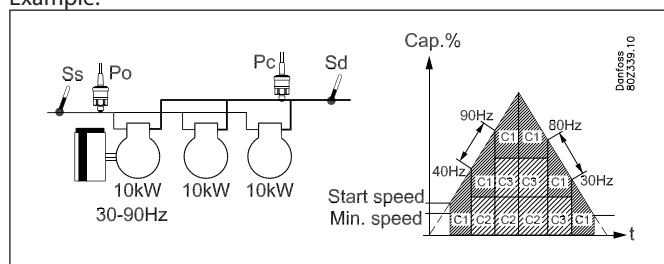 Example:
Ss Po Pc Sd
10kW 10kW 10kW
30-90Hz
Cap.%
Danfoss
80Z339.10
90Hz C1 C1 80Hz
40Hz C1 C3 C3 C1 30Hz
Start speed
Min. speed C1 C2 C2 C2 C3 C1
t